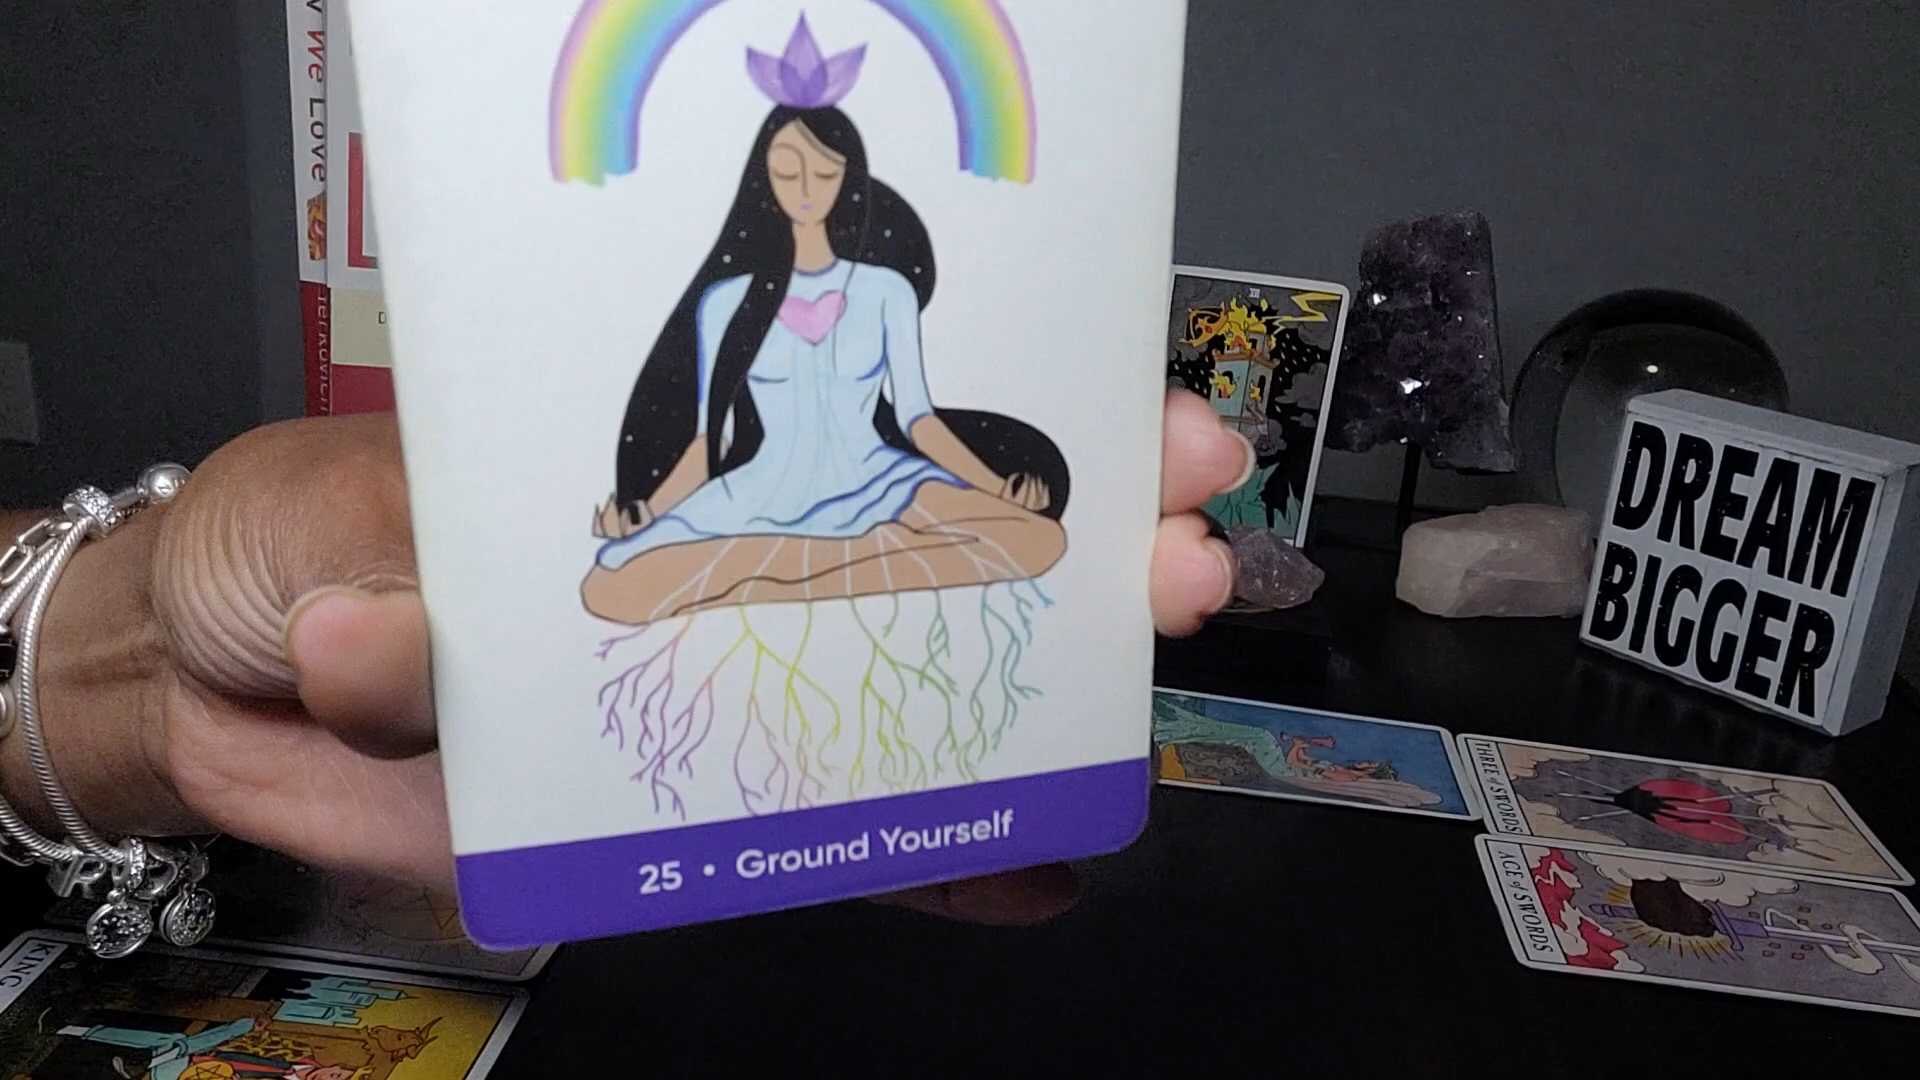 W We Love
25 • Ground Yourself
DREAM
BIGGER
THREE of SWORDS
ACE of SWORDS
KING